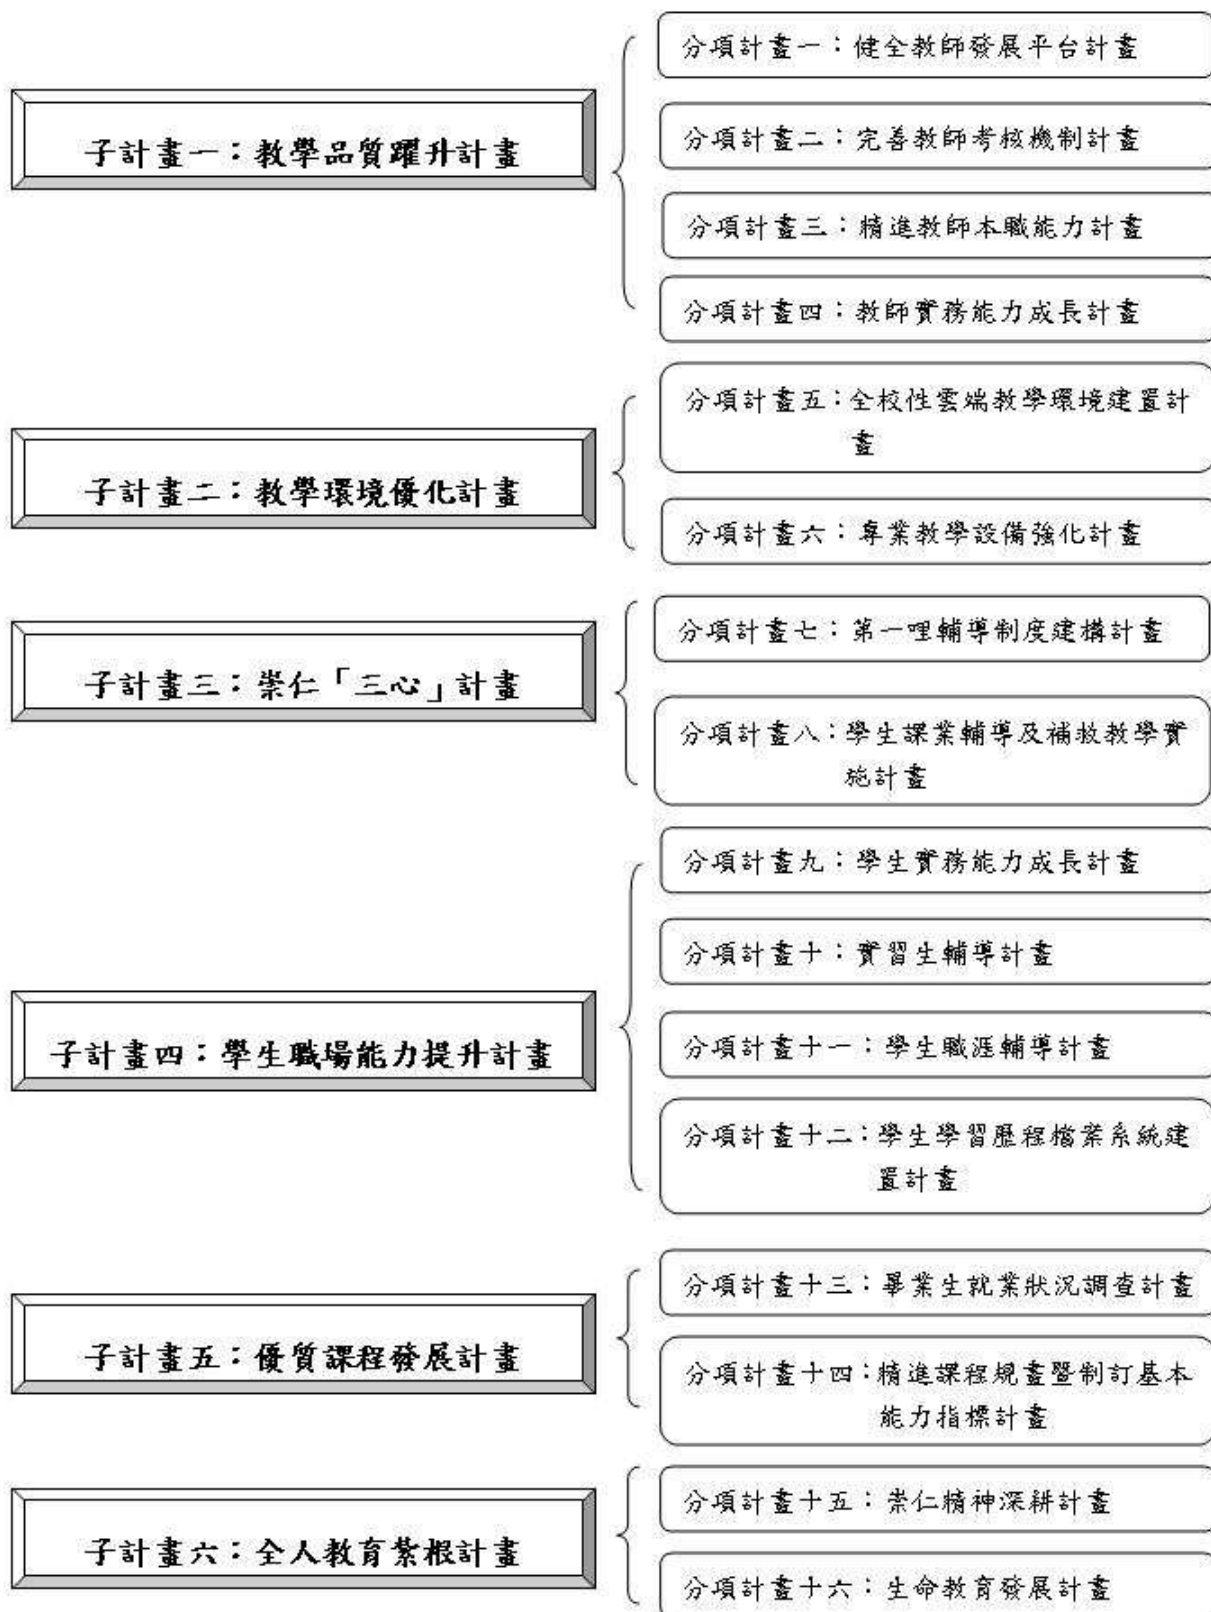 子計畫一：教學品質躍升計畫
分項計畫一：健全教師發展平台計畫
分項計畫二：完善教師考核機制計畫
分項計畫三：精進教師本職能力計畫
分項計畫四：教師實務能力成長計畫
子計畫二：教學環境優化計畫
分項計畫五：全校性雲端教學環境建置計
畫
分項計畫六：專業教學設備強化計畫
子計畫三：崇仁「三心」計畫
分項計畫七：第一哩輔導制度建構計畫
分項計畫八：學生課業輔導及補救教學實
施計畫
子計畫四：學生職場能力提升計畫
分項計畫九：學生實務能力成長計畫
分項計畫十：實習生輔導計畫
分項計畫十一：學生職涯輔導計畫
分項計畫十二：學生學習歷程檔案系統建
置計畫
子計畫五：優質課程發展計畫
分項計畫十三：畢業生就業狀況調查計畫
分項計畫十四：精進課程規畫暨制訂基本
能力指標計畫
子計畫六：全人教育紮根計畫
分項計畫十五：崇仁精神深耕計畫
分項計畫十六：生命教育發展計畫